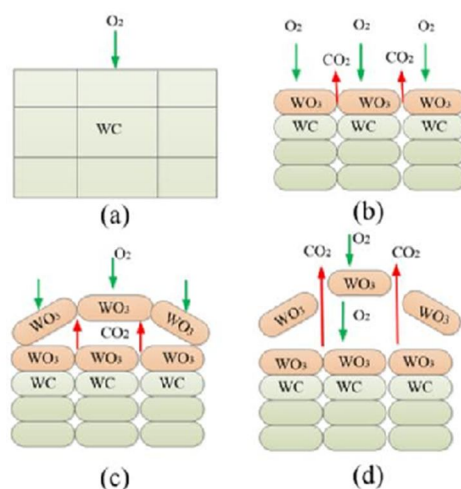 O₂
WC
(a)
O₂ O₂ O₂
CO₂ CO₂
WO₃ WO₃ WO₃
WC WC WC
(b)
O₂
WO₃ WO₃ WO₃
CO₂
WO₃ WO₃ WO₃
WC WC WC
(c)
O₂
CO₂ CO₂
WO₃
WO₃ O₂ WO₃
WO₃ WO₃ WO₃
WC WC WC
(d)